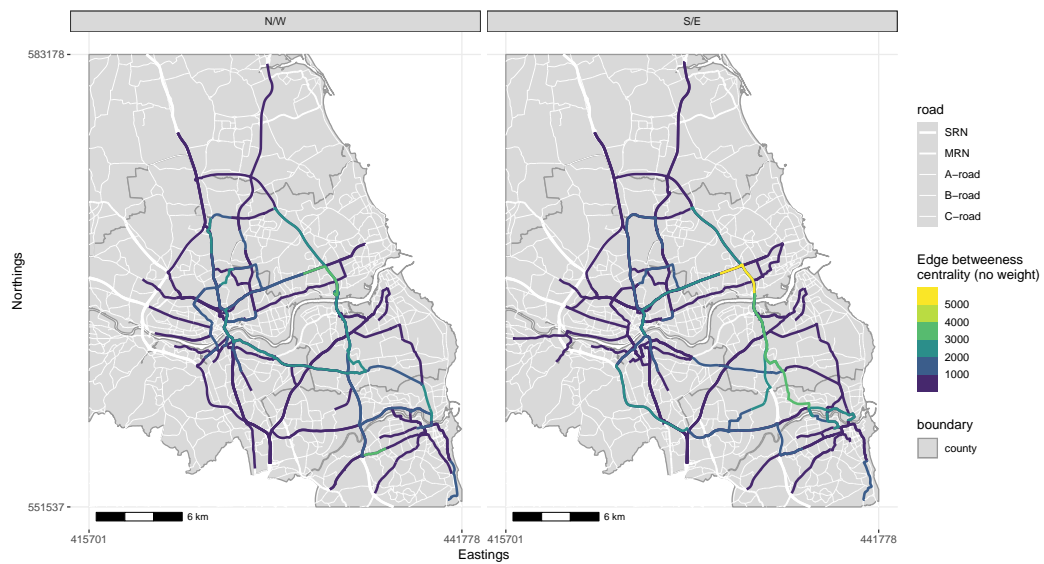 N/W
S/E
583178
551537
Northings
6 km
6 km
415701
441778
415701
441778
Eastings
road
SRN
MRN
A−road
B−road
C−road
Edge betweeness
centrality (no weight)
5000
4000
3000
2000
1000
boundary
county